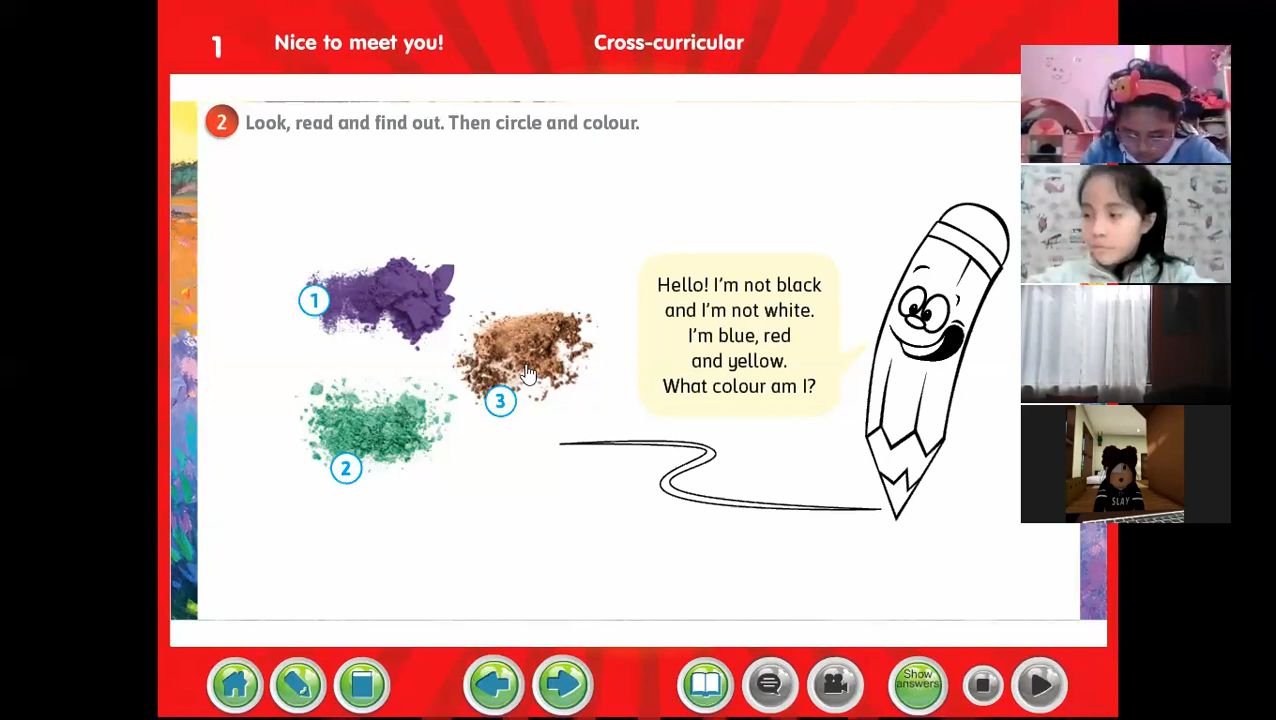 1 Nice to meet you! Cross-curricular
2 Look, read and find out. Then circle and colour.
1
2
3
Hello! I'm not black
and I'm not white.
I'm blue, red
and yellow.
What colour am I?
SLAY
Show
answers